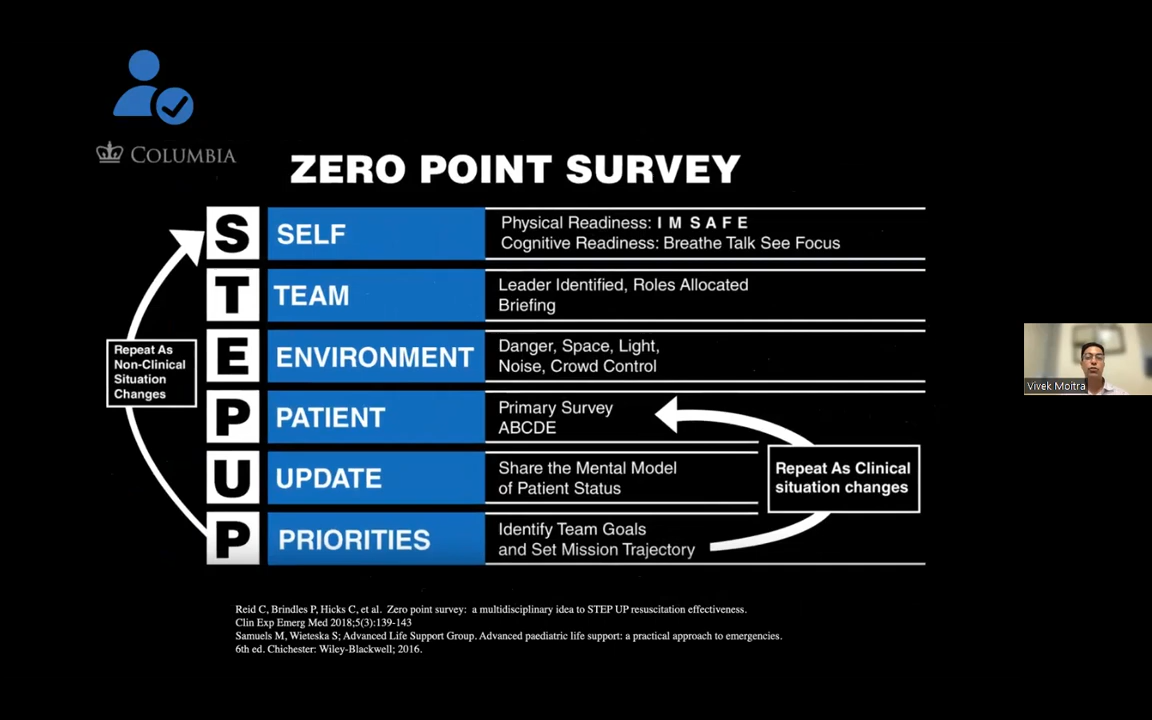 COLUMBIA
ZERO POINT SURVEY
S SELF
Physical Readiness: I M S A F E
Cognitive Readiness: Breathe Talk See Focus
T TEAM
Leader Identified, Roles Allocated
Briefing
E ENVIRONMENT
Danger, Space, Light,
Noise, Crowd Control
P PATIENT
Primary Survey
ABCDE
U UPDATE
Share the Mental Model
of Patient Status
P PRIORITIES
Identify Team Goals
and Set Mission Trajectory
Repeat As
Non-Clinical
Situation
Changes
Repeat As Clinical
situation changes
Vivek Moitra
Reid C, Brindles P, Hicks C, et al. Zero point survey: a multidisciplinary idea to STEP UP resuscitation effectiveness.
Clin Exp Emerg Med 2018;5(3):139-143
Samuels M, Wieteska S; Advanced Life Support Group. Advanced paediatric life support: a practical approach to emergencies.
6th ed. Chichester: Wiley-Blackwell; 2016.